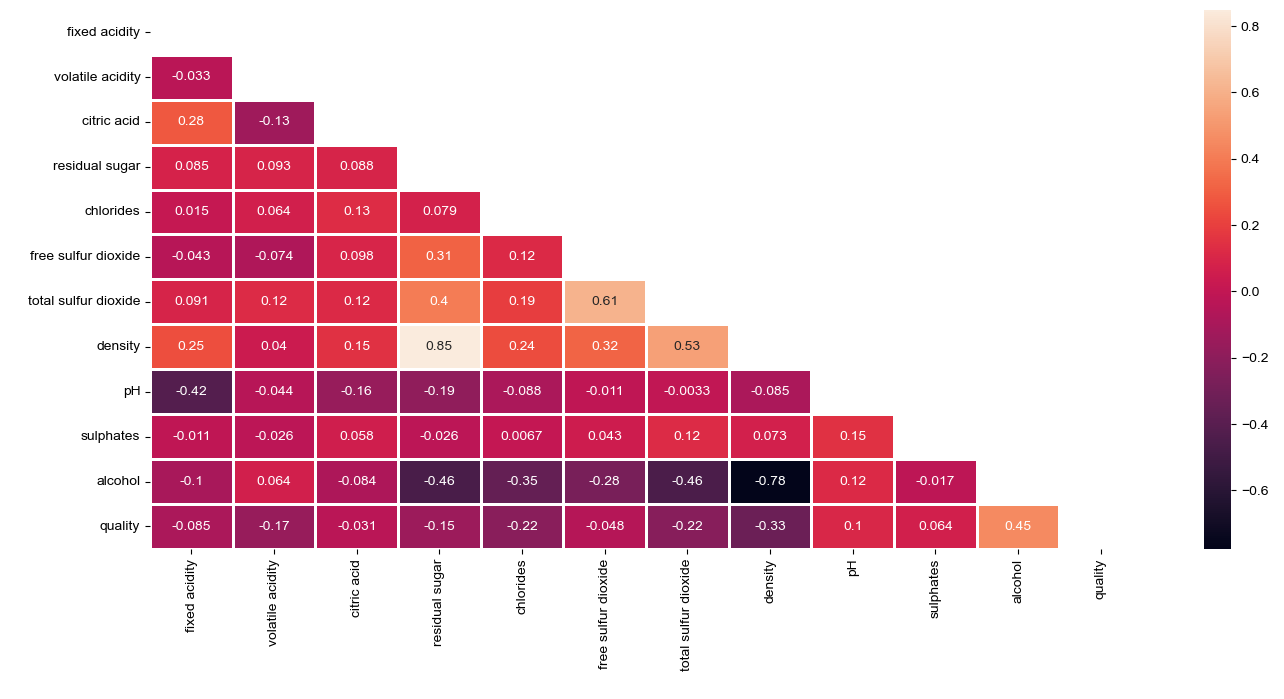 fixed acidity
volatile acidity -0.033
citric acid 0.28 -0.13
residual sugar 0.085 0.093 0.088
chlorides 0.015 0.064 0.13 0.079
free sulfur dioxide -0.043 -0.074 0.098 0.31 0.12
total sulfur dioxide 0.091 0.12 0.12 0.4 0.19 0.61
density 0.25 0.04 0.15 0.85 0.24 0.32 0.53
pH -0.42 -0.044 -0.16 -0.19 -0.088 -0.011 -0.0033 -0.085
sulphates -0.011 -0.026 0.058 -0.026 0.0067 0.043 0.12 0.073 0.15
alcohol -0.1 0.064 -0.084 -0.46 -0.35 -0.28 -0.46 -0.78 0.12 -0.017
quality -0.085 -0.17 -0.031 -0.15 -0.22 -0.048 -0.22 -0.33 0.1 0.064 0.45
fixed acidity
volatile acidity
citric acid
residual sugar
chlorides
free sulfur dioxide
total sulfur dioxide
density
pH
sulphates
alcohol
quality
0.8
0.6
0.4
0.2
0.0
−0.2
−0.4
−0.6